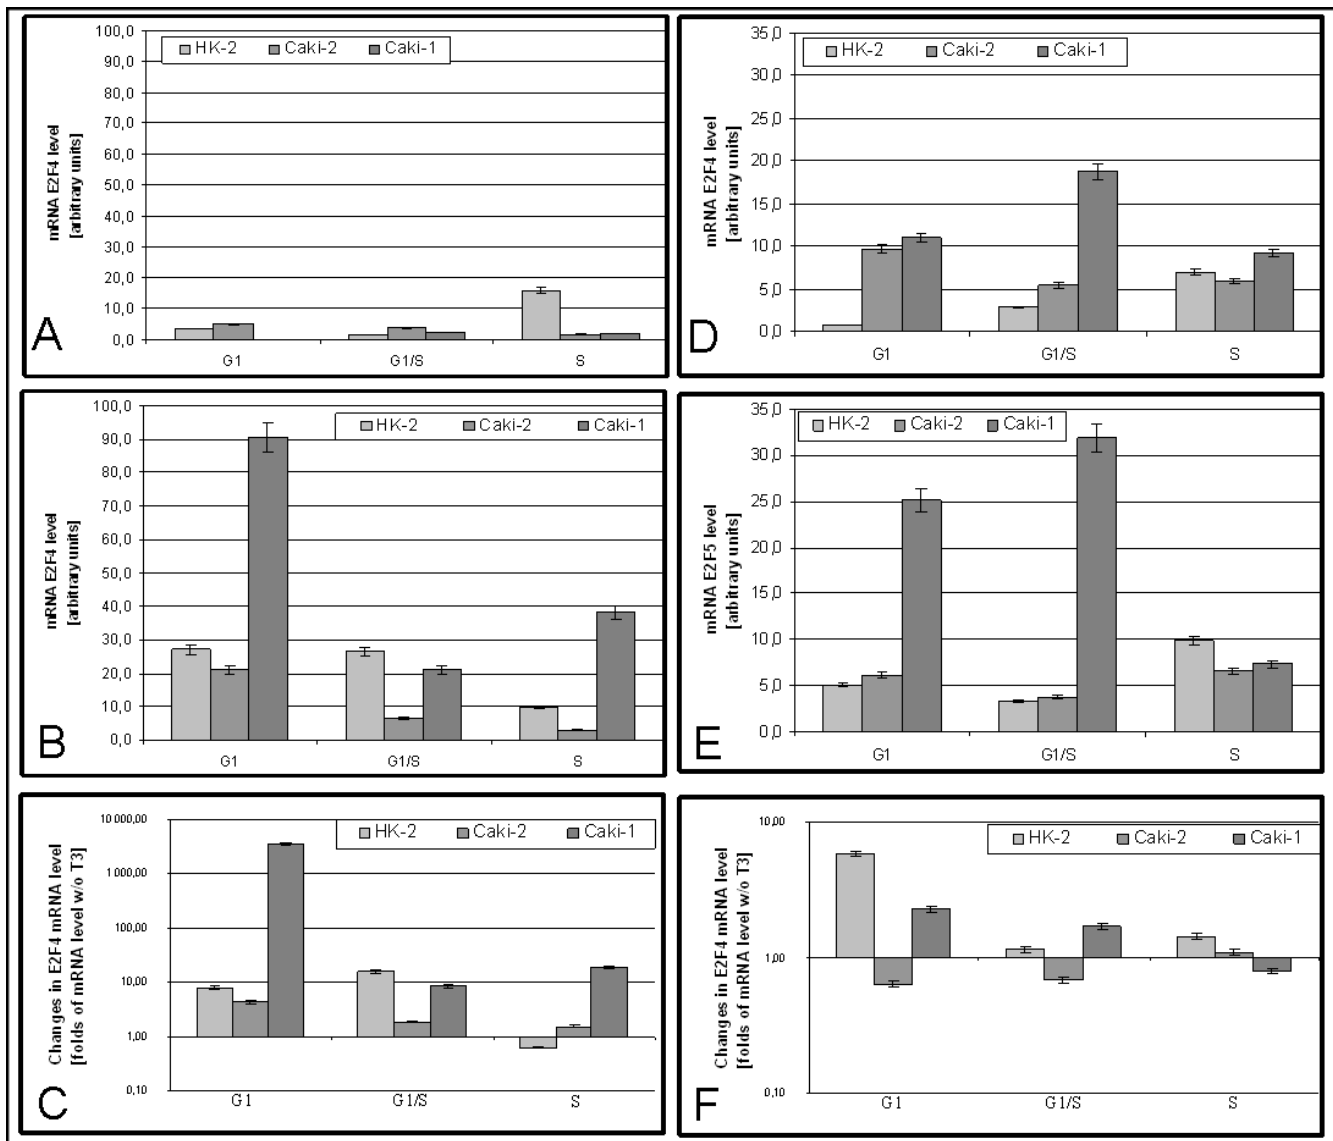 HK-2 Caki-2 Caki-1
mRNA E2F4 level
[arbitrary units]
100,0
90,0
80,0
70,0
60,0
50,0
40,0
30,0
20,0
10,0
0,0
G1 G1/S S
A
HK-2 Caki-2 Caki-1
mRNA E2F4 level
[arbitrary units]
35,0
30,0
25,0
20,0
15,0
10,0
5,0
0,0
G1 G1/S S
D
HK-2 Caki-2 Caki-1
mRNA E2F4 level
[arbitrary units]
100,0
90,0
80,0
70,0
60,0
50,0
40,0
30,0
20,0
10,0
0,0
G1 G1/S S
B
HK-2 Caki-2 Caki-1
mRNA E2F5 level
[arbitrary units]
35,0
30,0
25,0
20,0
15,0
10,0
5,0
0,0
G1 G1/S S
E
HK-2 Caki-2 Caki-1
Changes in E2F4 mRNA level
[folds of mRNA level w/o T3]
10 000,00
1 000,00
100,00
10,00
1,00
0,10
G1 G1/S S
C
HK-2 Caki-2 Caki-1
Changes in E2F4 mRNA level
[folds of mRNA level w/o T3]
10,00
1,00
0,10
G1 G1/S S
F